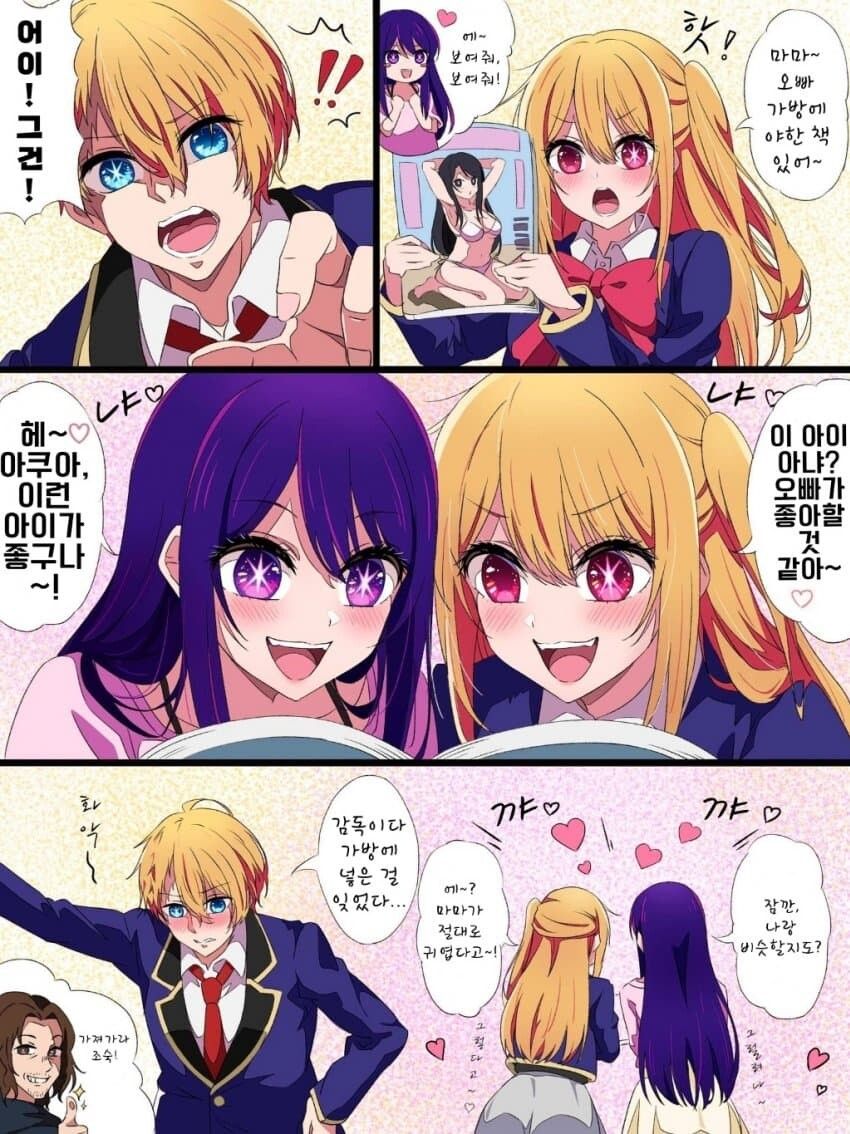 핫!
마마~
오빠
가방에
야한 책
있어~
에~
보여줘,
보여줘!
!!
어이! 그건!
냐♡
이 아이
아냐?
오빠가
좋아할
것
같아~
♡
냐♡
헤~♡
아쿠아,
이런
아이가
좋구나
~!
꺄♡
잠깐,
나랑
비슷할지도?
그럴려나~
꺄♡
에~?
마마가
절대로
귀엽다고~!
그렇다고~♡
감독이다
가방에
넣은 걸
잊었다...
화악~
가져가라
조숙!